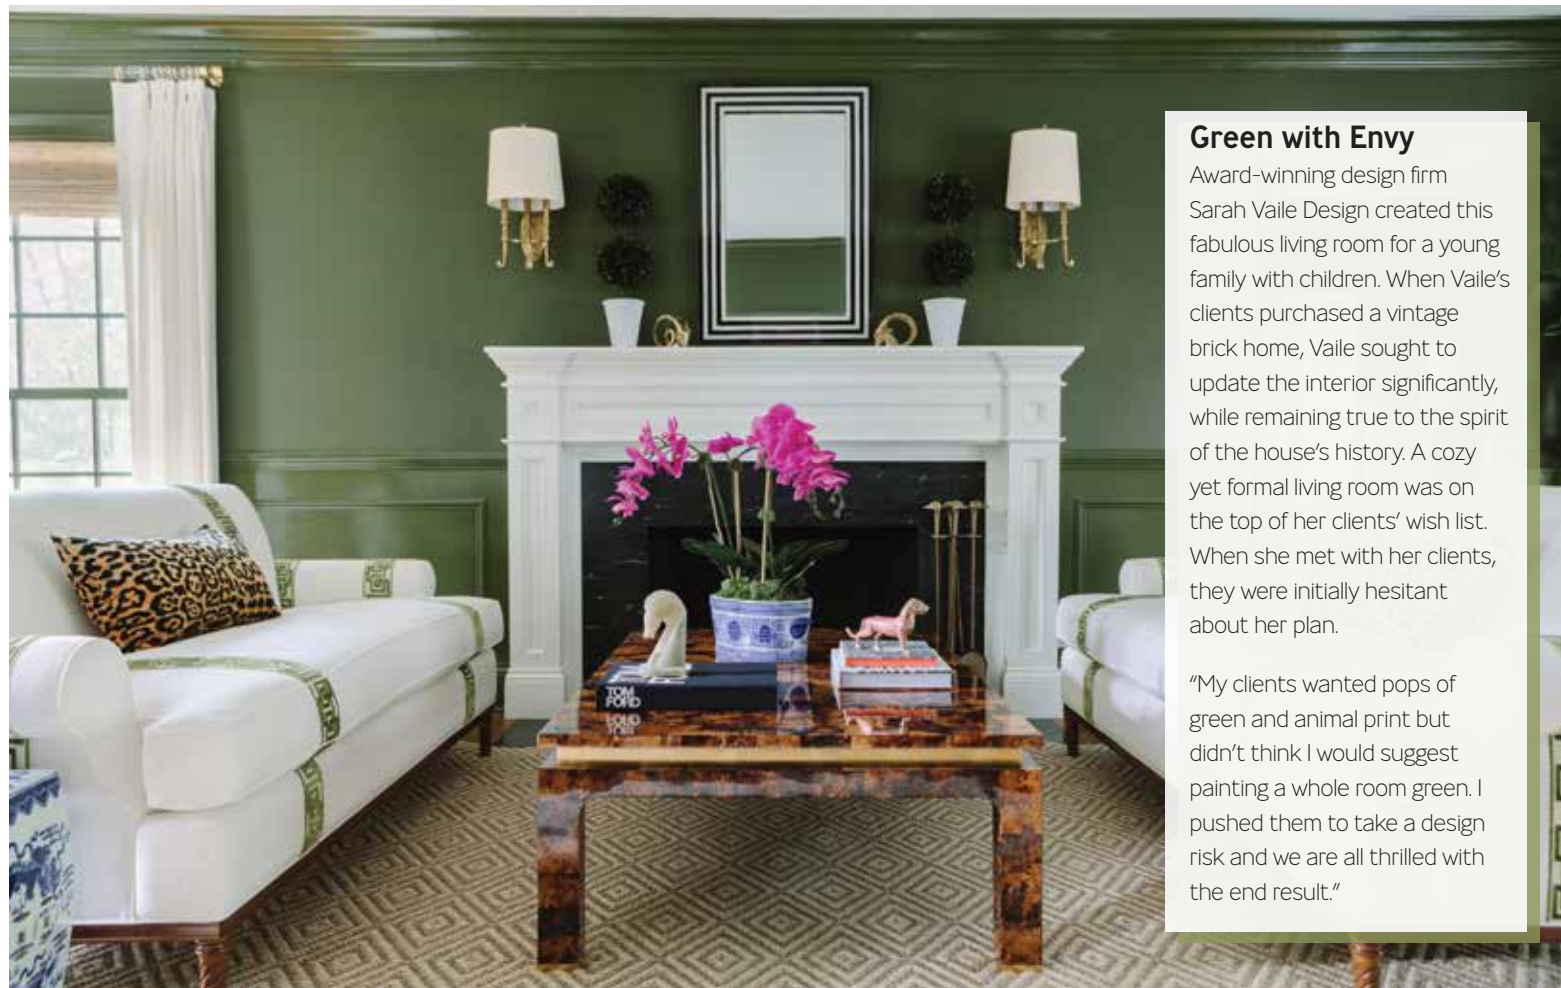 Green with Envy
Award-winning design firm
Sarah Vaile Design created this
fabulous living room for a young
family with children. When Vaile’s
clients purchased a vintage
brick home, Vaile sought to
update the interior significantly,
while remaining true to the spirit
of the house’s history. A cozy
yet formal living room was on
the top of her clients’ wish list.
When she met with her clients,
they were initially hesitant
about her plan.
“My clients wanted pops of
green and animal print but
didn’t think I would suggest
painting a whole room green. I
pushed them to take a design
risk and we are all thrilled with
the end result.”
TOM
FORD